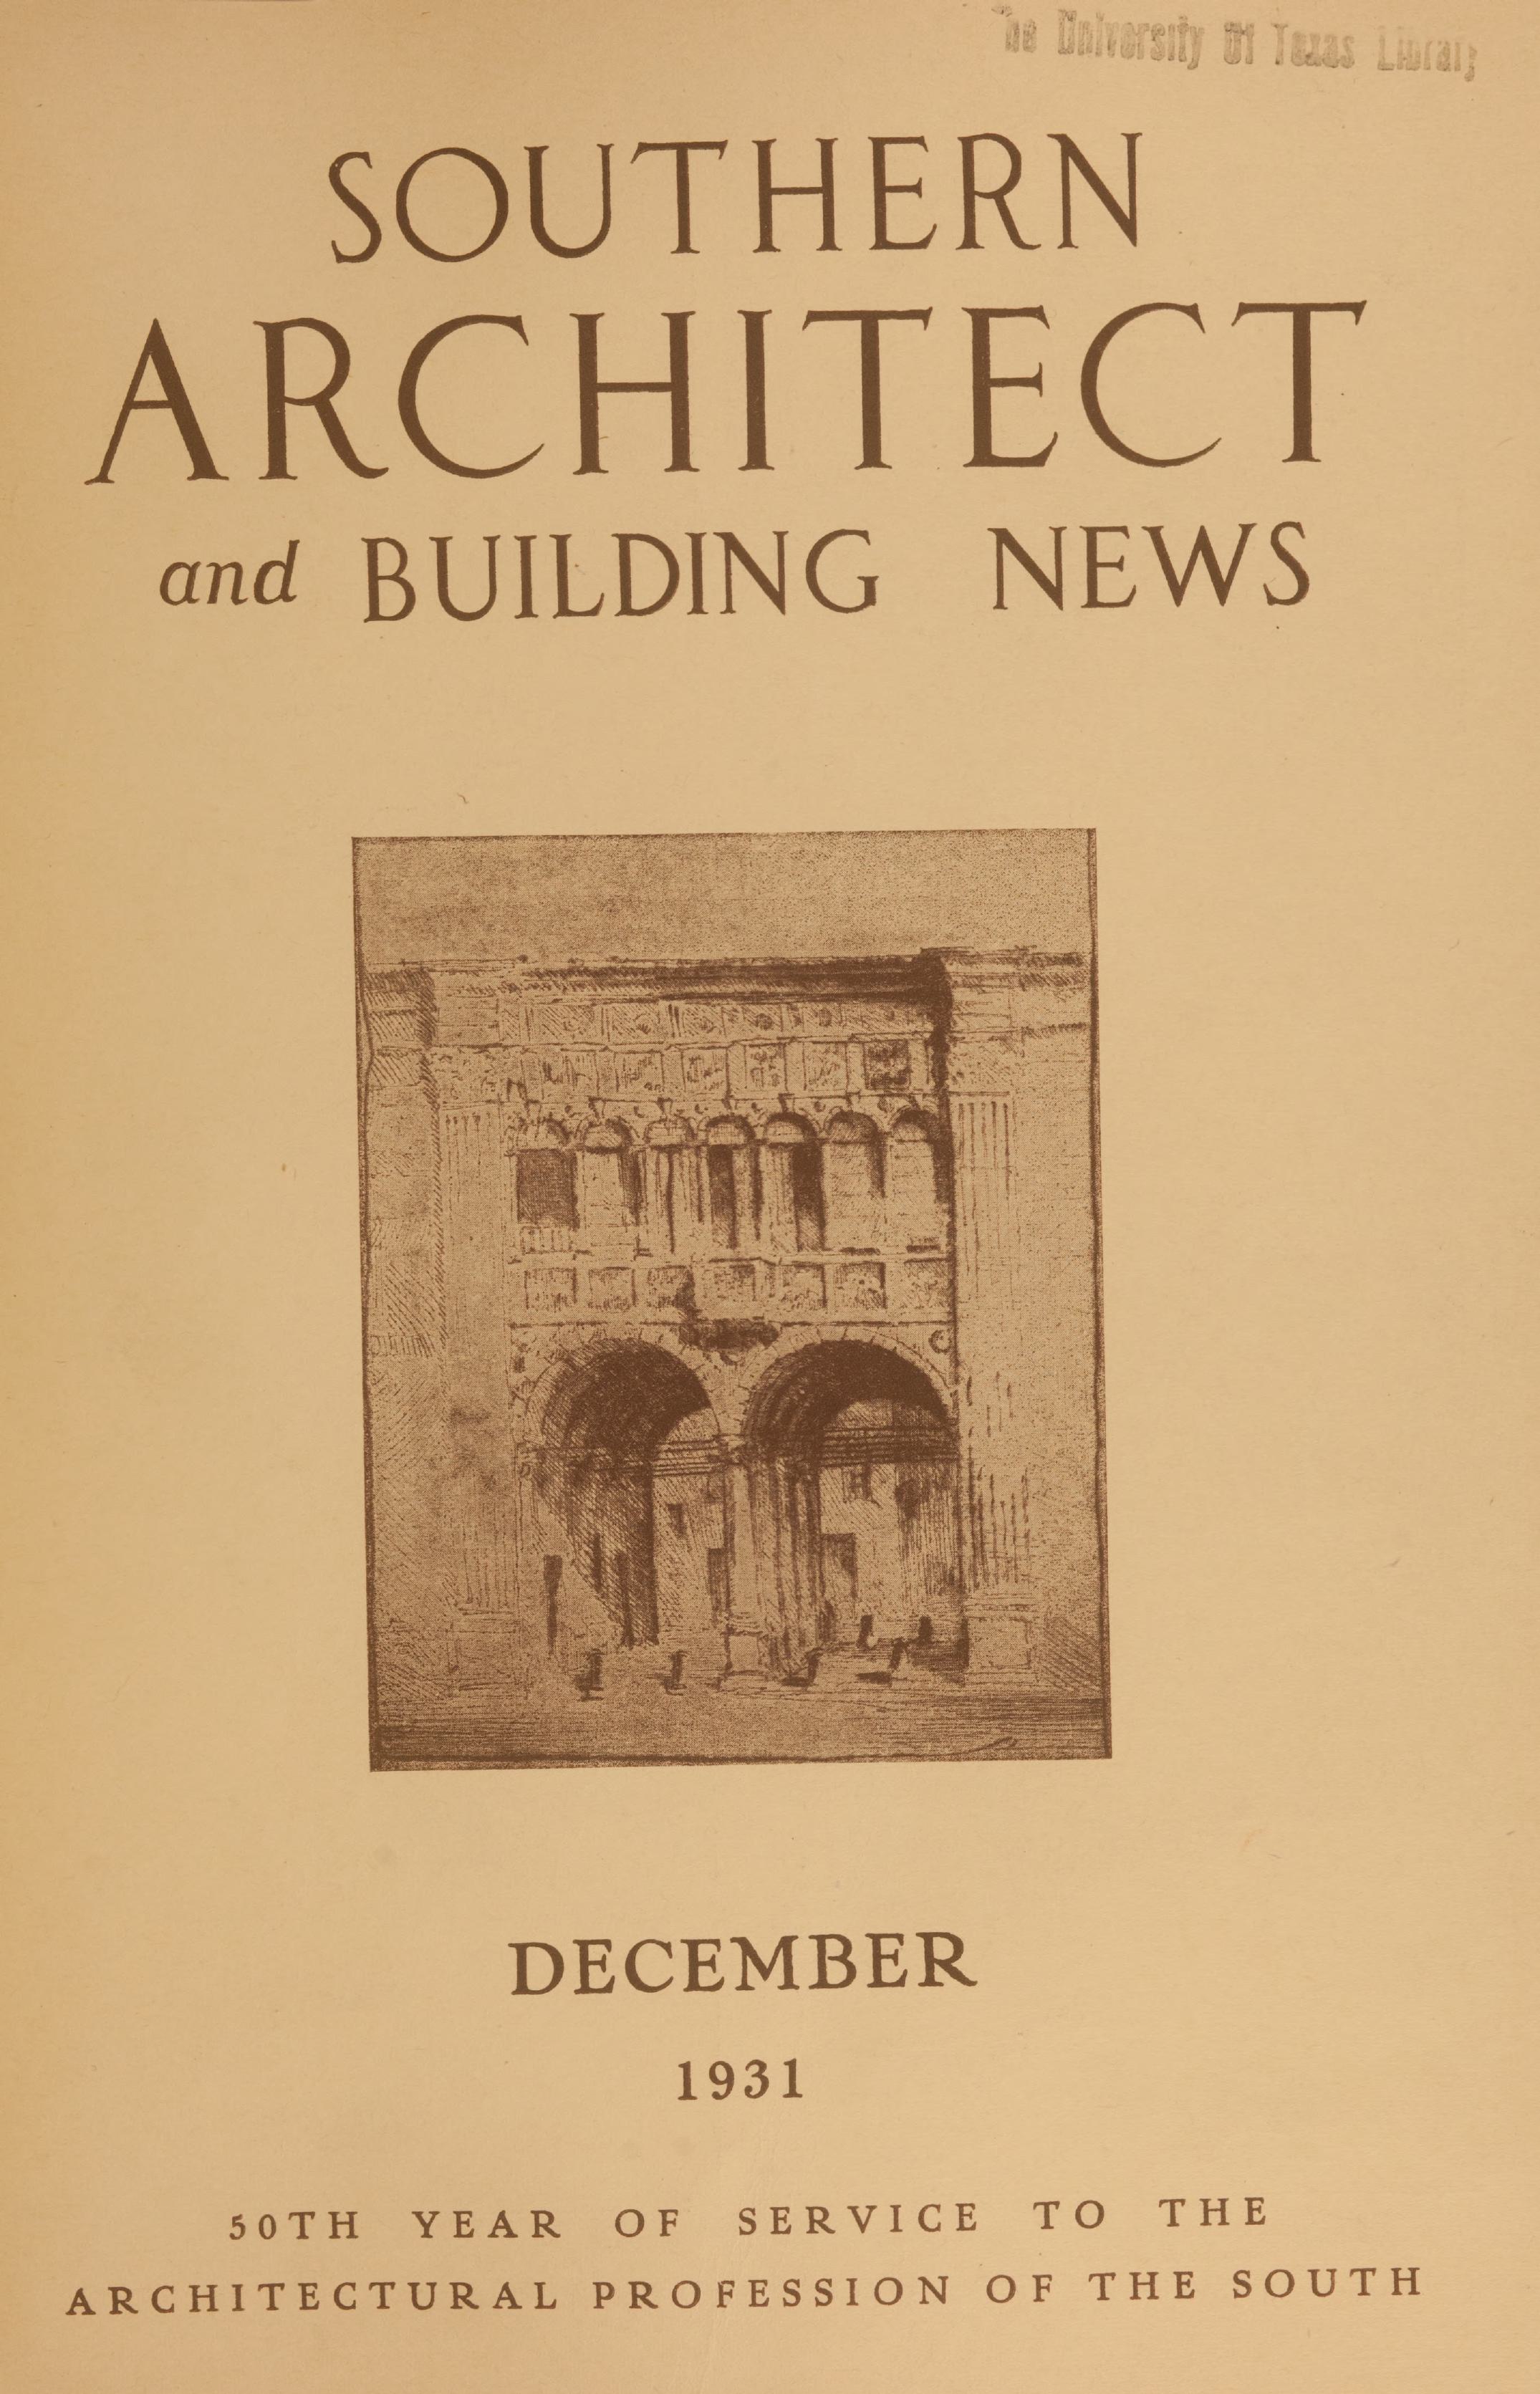 The University Of Texas Library
SOUTHERN
ARCHITECT
and BUILDING NEWS
DECEMBER
1931
50TH YEAR OF SERVICE TO THE
ARCHITECTURAL PROFESSION OF THE SOUTH